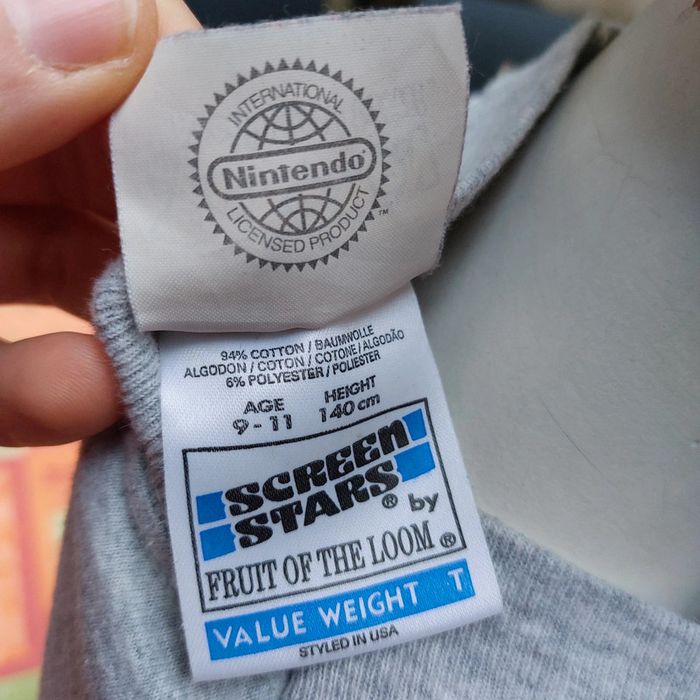 INTERNATIONAL
Nintendo®
LICENSED PRODUCT
™
94% COTTON / BAUMWOLLE
ALGODON / COTON / COTONE / ALGODÃO
6% POLYESTER / POLIESTER
AGE HEIGHT
9-11 140 cm
SCREEN
STARS® by
FRUIT OF THE LOOM®
VALUE WEIGHT T
STYLED IN USA